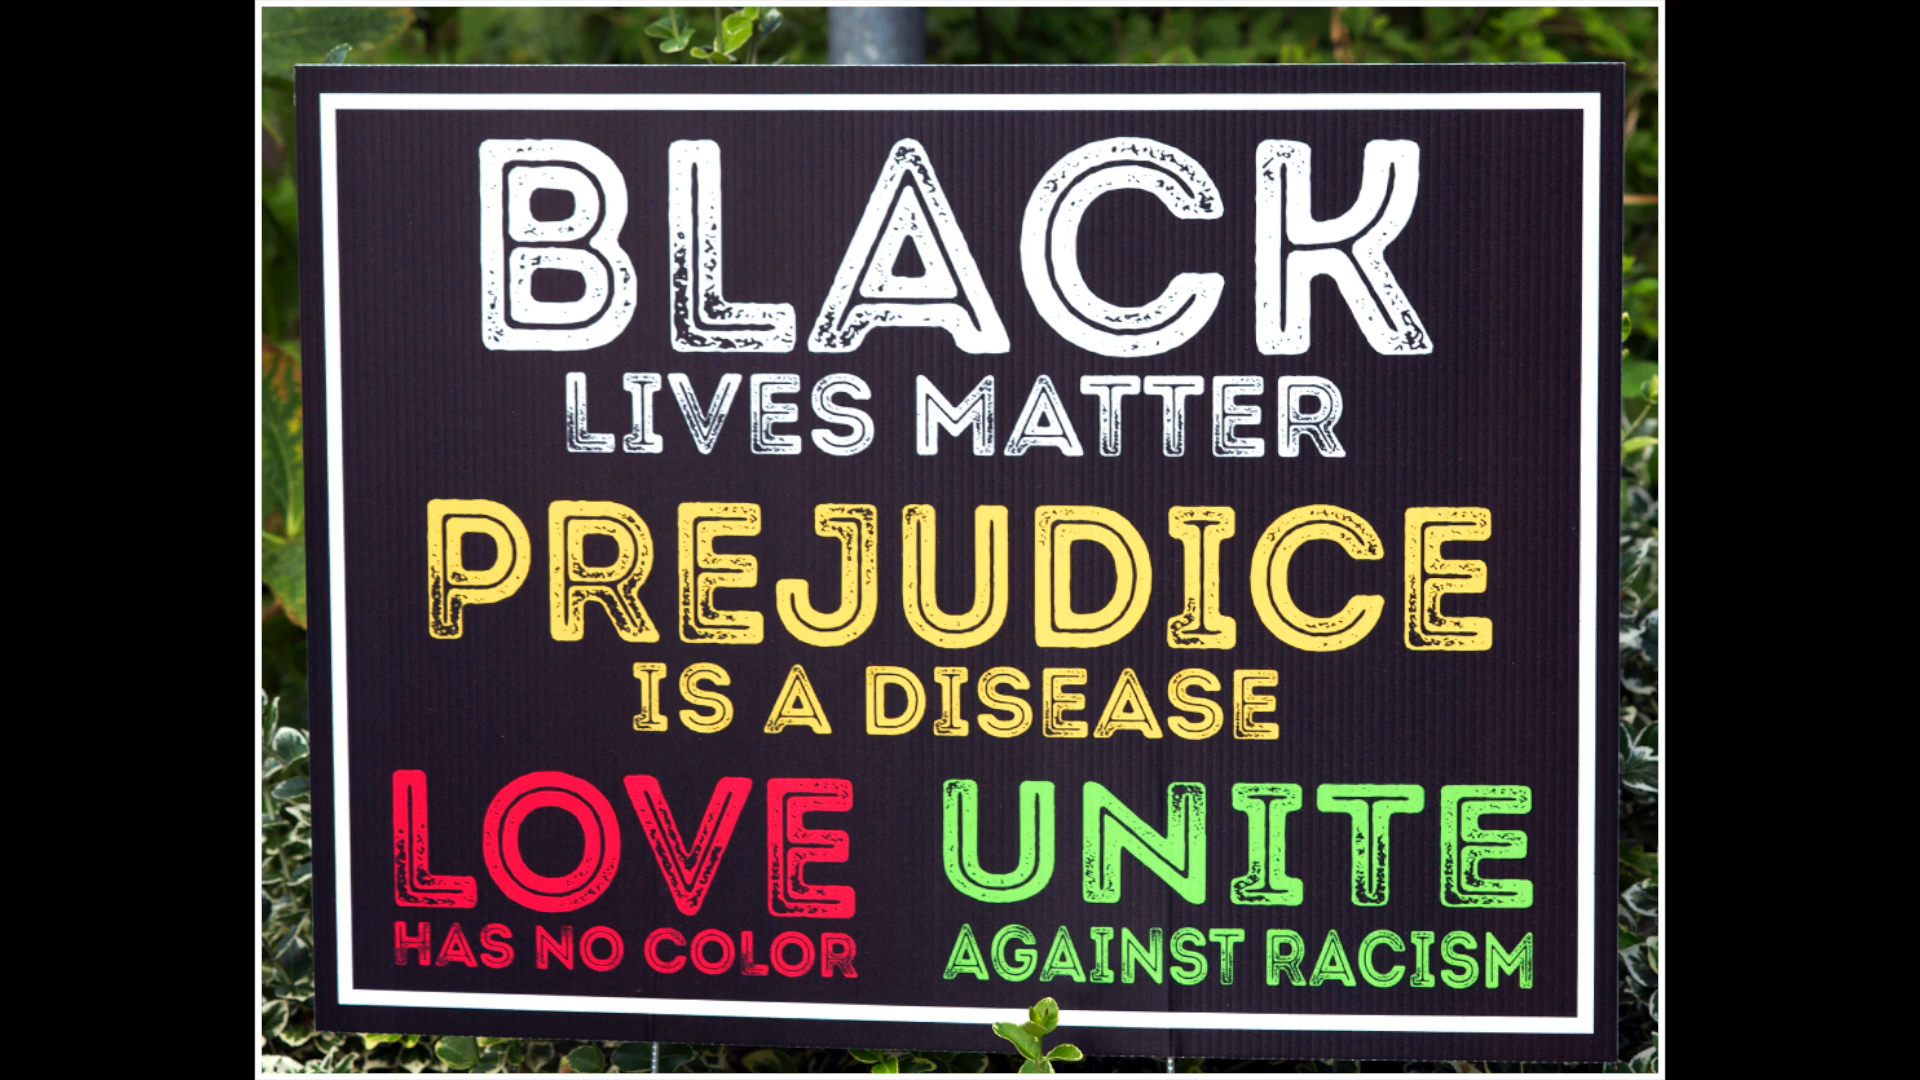 BLACK
LIVES MATTER
PREJUDICE
IS A DISEASE
LOVE
HAS NO COLOR
UNITE
AGAINST RACISM